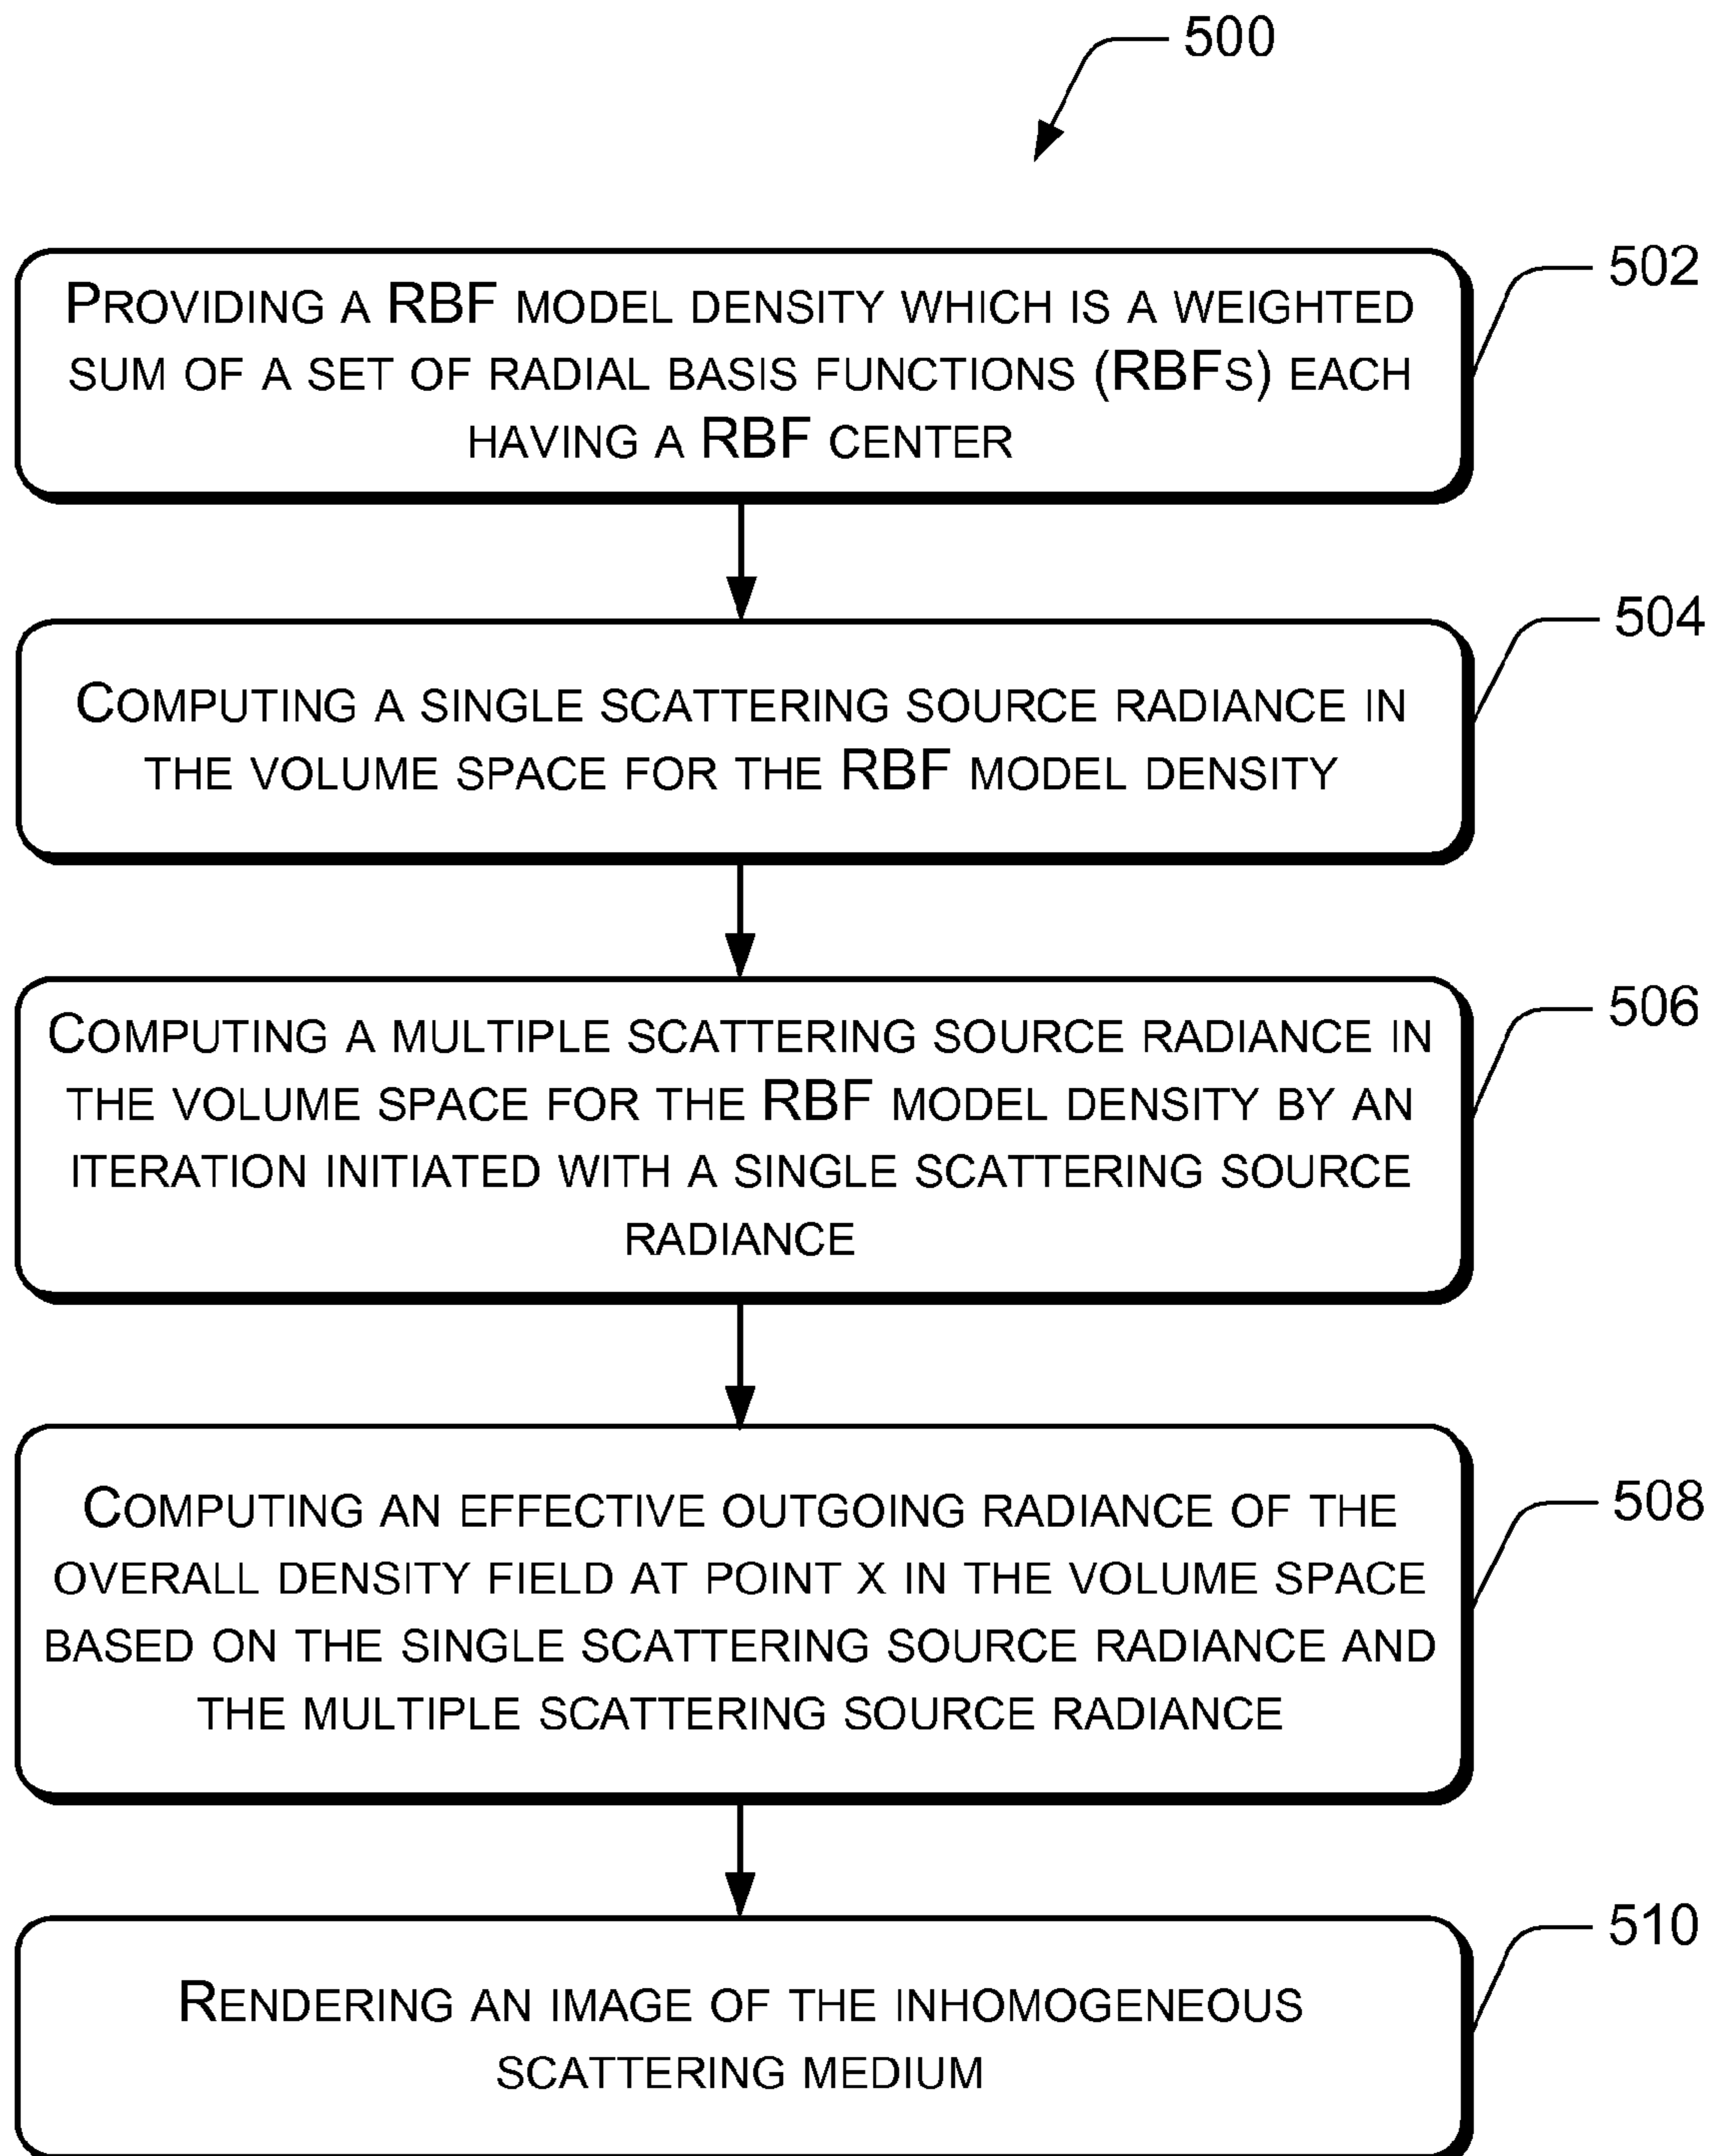 500
502
PROVIDING A RBF MODEL DENSITY WHICH IS A WEIGHTED
SUM OF A SET OF RADIAL BASIS FUNCTIONS (RBFS) EACH
HAVING A RBF CENTER
504
COMPUTING A SINGLE SCATTERING SOURCE RADIANCE IN
THE VOLUME SPACE FOR THE RBF MODEL DENSITY
506
COMPUTING A MULTIPLE SCATTERING SOURCE RADIANCE IN
THE VOLUME SPACE FOR THE RBF MODEL DENSITY BY AN
ITERATION INITIATED WITH A SINGLE SCATTERING SOURCE
RADIANCE
508
COMPUTING AN EFFECTIVE OUTGOING RADIANCE OF THE
OVERALL DENSITY FIELD AT POINT X IN THE VOLUME SPACE
BASED ON THE SINGLE SCATTERING SOURCE RADIANCE AND
THE MULTIPLE SCATTERING SOURCE RADIANCE
510
RENDERING AN IMAGE OF THE INHOMOGENEOUS
SCATTERING MEDIUM